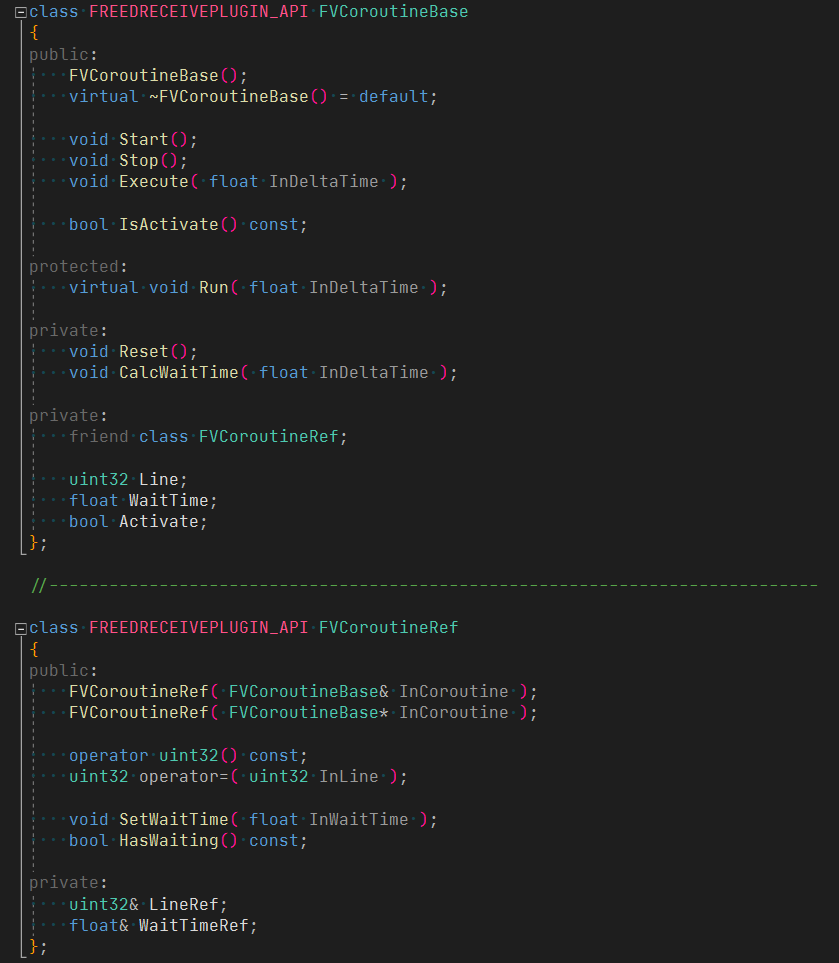 class FREEDRECEIVEPLUGIN_API FVCoroutineBase
{
public:
    FVCoroutineBase();
    virtual ~FVCoroutineBase() = default;

    void Start();
    void Stop();
    void Execute( float InDeltaTime );

    bool IsActivate() const;

protected:
    virtual void Run( float InDeltaTime );

private:
    void Reset();
    void CalcWaitTime( float InDeltaTime );

private:
    friend class FVCoroutineRef;

    uint32 Line;
    float WaitTime;
    bool Activate;
};

//-----------------------------------------------------------------------------

class FREEDRECEIVEPLUGIN_API FVCoroutineRef
{
public:
    FVCoroutineRef( FVCoroutineBase& InCoroutine );
    FVCoroutineRef( FVCoroutineBase* InCoroutine );

    operator uint32() const;
    uint32 operator=( uint32 InLine );

    void SetWaitTime( float InWaitTime );
    bool HasWaiting() const;

private:
    uint32& LineRef;
    float& WaitTimeRef;
};